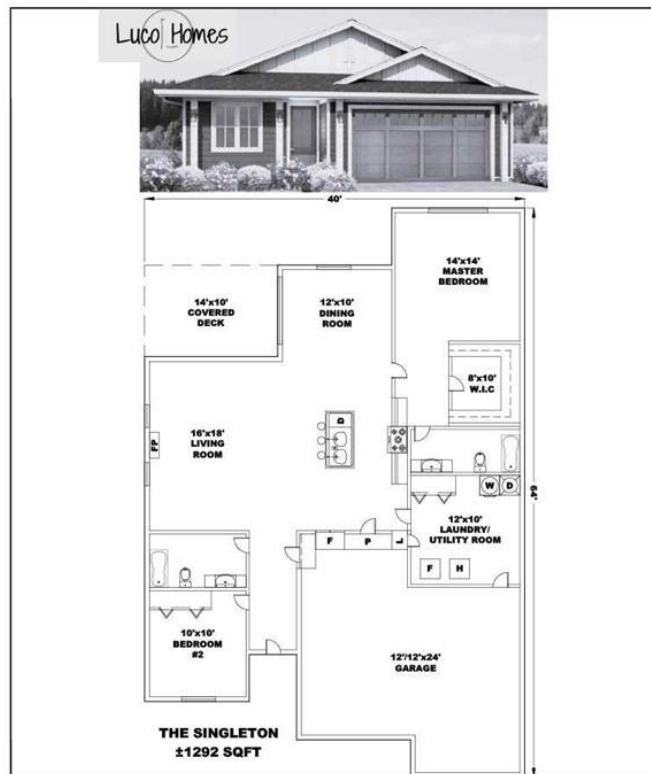 Luco Homes
40'
14'x14'
MASTER
BEDROOM
14'x10'
COVERED
DECK
12'x10'
DINING
ROOM
8'x10'
W.I.C
16'x18'
LIVING
ROOM
FP
D
W
D
64'
12'x10'
LAUNDRY/
UTILITY ROOM
F
P
L
F
H
10'x10'
BEDROOM
#2
12'/12'x24'
GARAGE
THE SINGLETON
±1292 SQFT